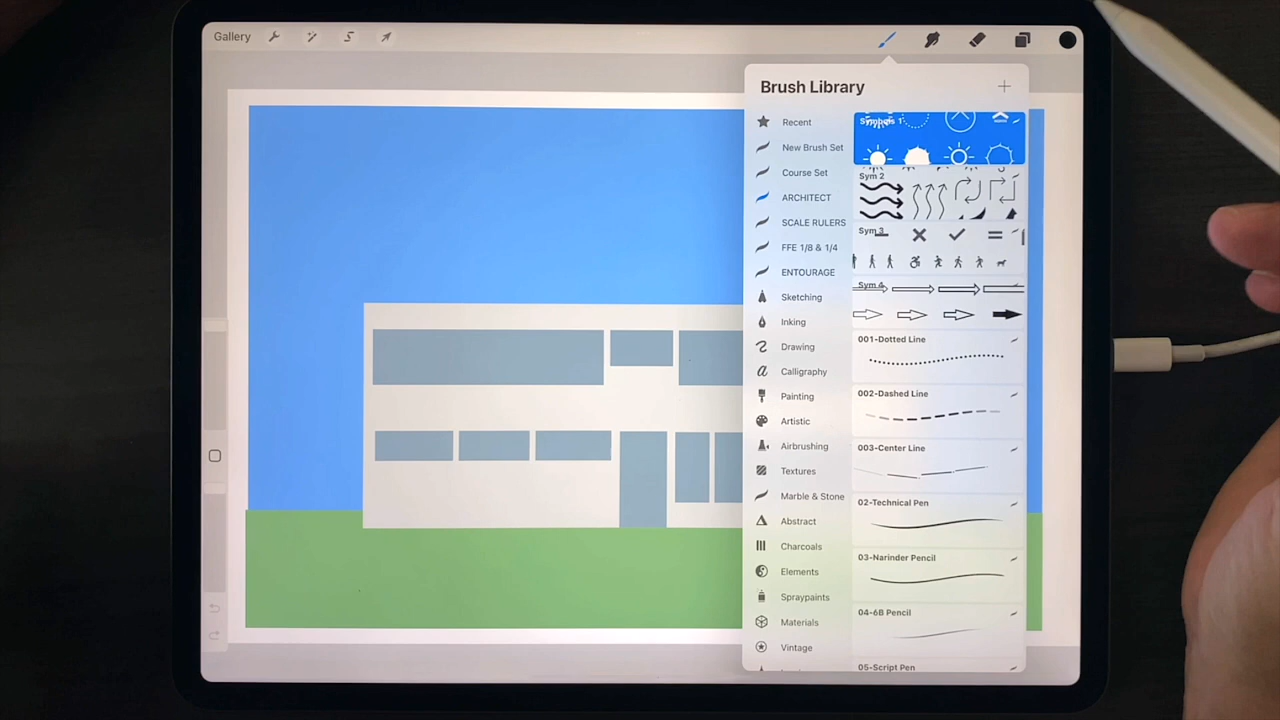 Gallery
Brush Library
Recent
New Brush Set
Course Set
ARCHITECT
SCALE RULERS
FFE 1/8 & 1/4
ENTOURAGE
Sketching
Inking
Drawing
Calligraphy
Painting
Artistic
Airbrushing
Textures
Marble & Stone
Abstract
Charcoals
Elements
Spraypaints
Materials
Vintage
Symbols 1
Sym 2
Sym 3
Sym 4
001-Dotted Line
002-Dashed Line
003-Center Line
02-Technical Pen
03-Narinder Pencil
04-6B Pencil
05-Script Pen